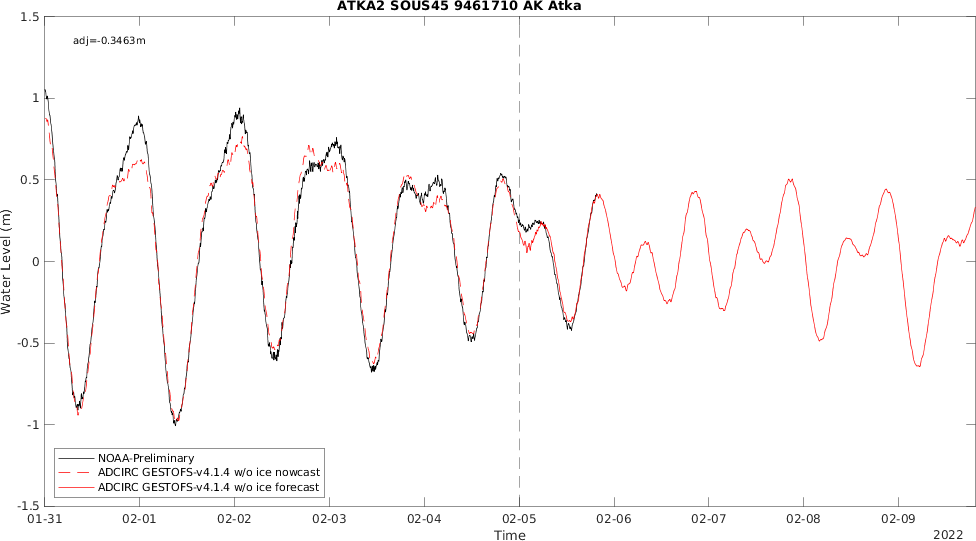 ATKA2 SOUS45 9461710 AK Atka
adj=-0.3463m
1.5
1
0.5
0
-0.5
-1
-1.5
Water Level (m)
NOAA-Preliminary
ADCIRC GESTOFS-v4.1.4 w/o ice nowcast
ADCIRC GESTOFS-v4.1.4 w/o ice forecast
01-31 02-01 02-02 02-03 02-04 02-05 02-06 02-07 02-08 02-09
Time
2022